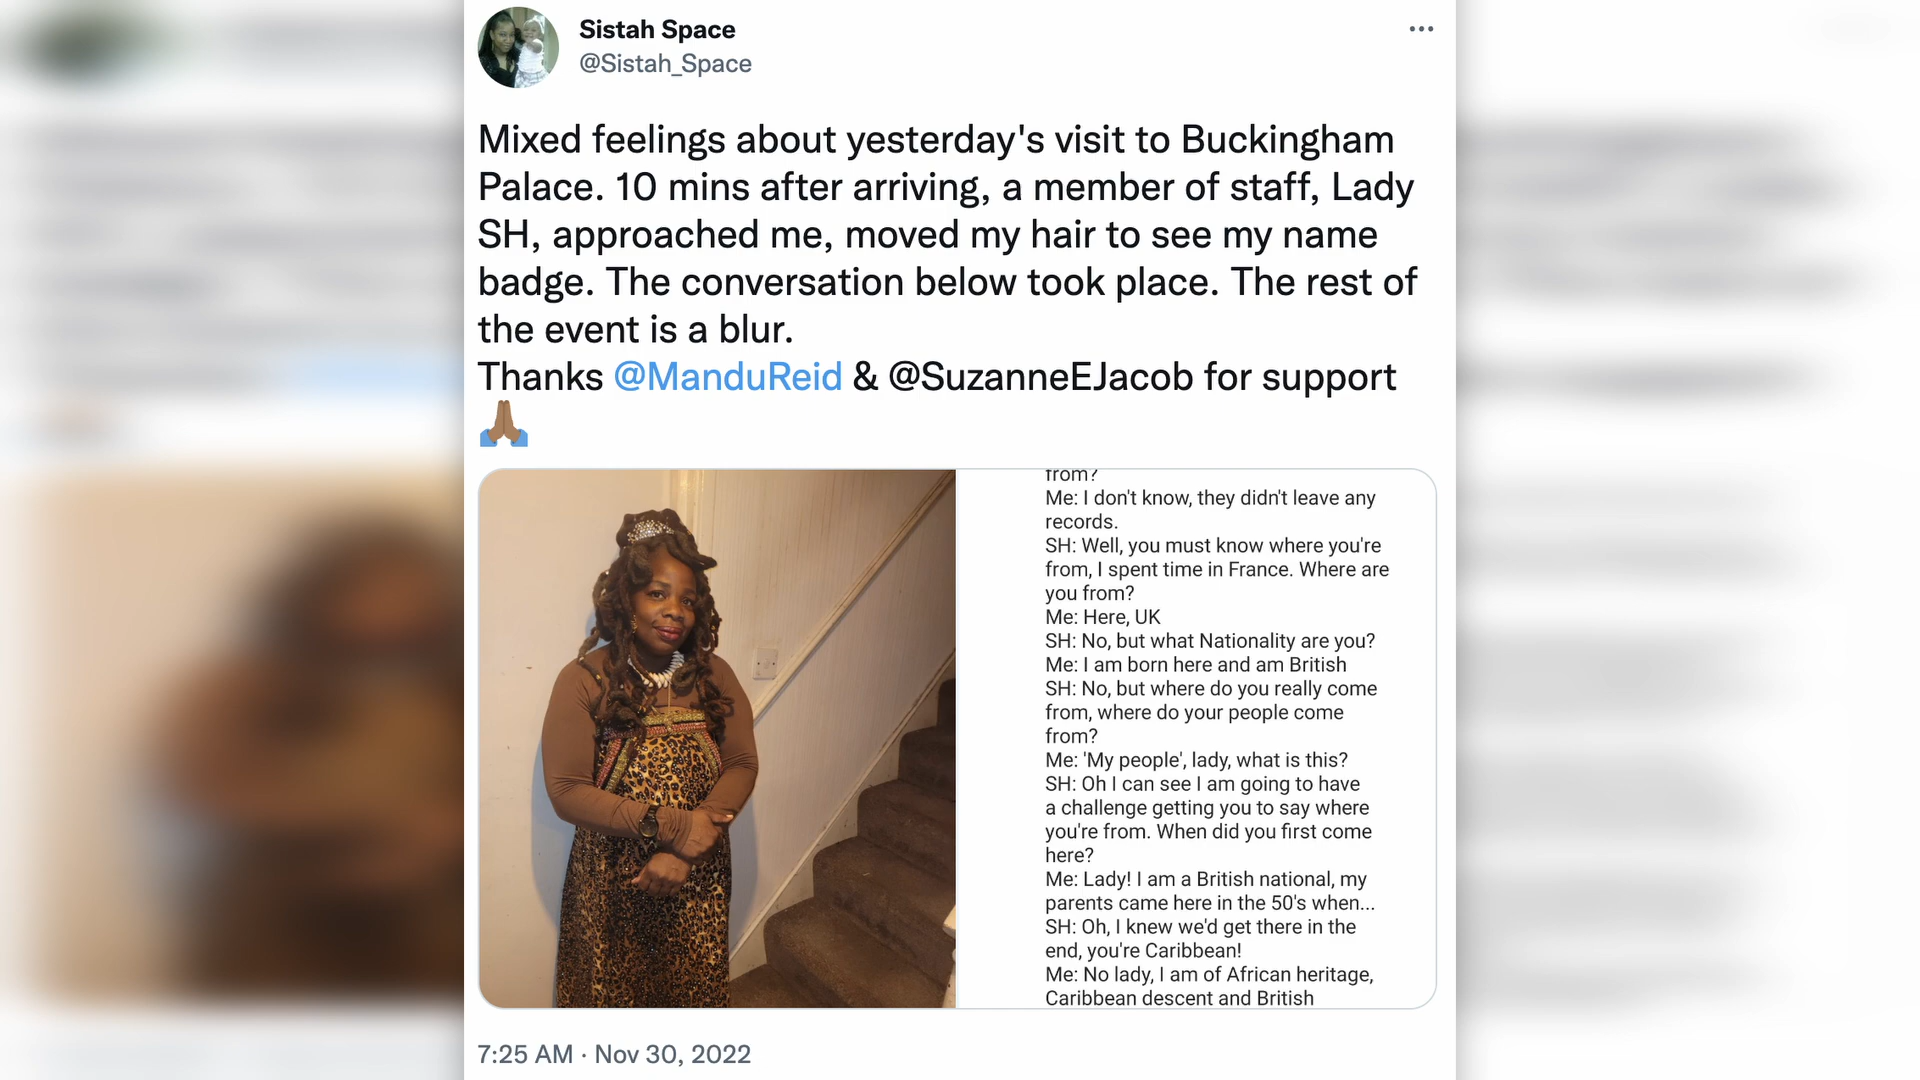 Sistah Space
@Sistah_Space
Mixed feelings about yesterday's visit to Buckingham
Palace. 10 mins after arriving, a member of staff, Lady
SH, approached me, moved my hair to see my name
badge. The conversation below took place. The rest of
the event is a blur.
Thanks @ManduReid & @SuzanneEJacob for support
🙏🏾
from?
Me: I don't know, they didn't leave any
records.
SH: Well, you must know where you're
from, I spent time in France. Where are
you from?
Me: Here, UK
SH: No, but what Nationality are you?
Me: I am born here and am British
SH: No, but where do you really come
from, where do your people come
from?
Me: 'My people', lady, what is this?
SH: Oh I can see I am going to have
a challenge getting you to say where
you're from. When did you first come
here?
Me: Lady! I am a British national, my
parents came here in the 50's when...
SH: Oh, I knew we'd get there in the
end, you're Caribbean!
Me: No lady, I am of African heritage,
Caribbean descent and British
7:25 AM · Nov 30, 2022